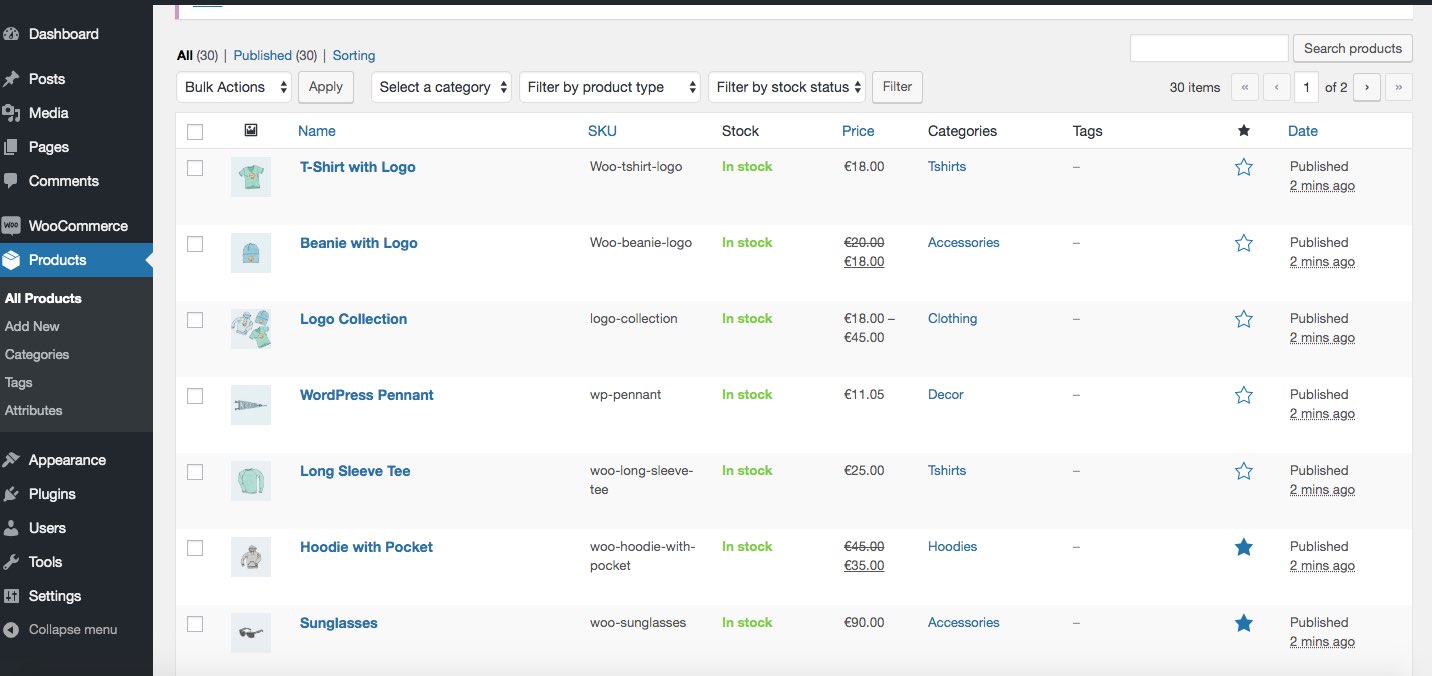 Dashboard
Posts
Media
Pages
Comments
WooCommerce
Products
All Products
Add New
Categories
Tags
Attributes
Appearance
Plugins
Users
Tools
Settings
Collapse menu
All (30) | Published (30) | Sorting
Search products
Bulk Actions Apply Select a category Filter by product type Filter by stock status Filter 30 items « ‹ 1 of 2 › »
Name SKU Stock Price Categories Tags ★ Date
T-Shirt with Logo Woo-tshirt-logo In stock €18.00 Tshirts – Published
2 mins ago
Beanie with Logo Woo-beanie-logo In stock €20.00 Accessories – Published
€18.00 2 mins ago
Logo Collection logo-collection In stock €18.00 – Clothing – Published
€45.00 2 mins ago
WordPress Pennant wp-pennant In stock €11.05 Decor – Published
2 mins ago
Long Sleeve Tee woo-long-sleeve- In stock €25.00 Tshirts – Published
tee 2 mins ago
Hoodie with Pocket woo-hoodie-with- In stock €45.00 Hoodies – Published
pocket €35.00 2 mins ago
Sunglasses woo-sunglasses In stock €90.00 Accessories – Published
2 mins ago